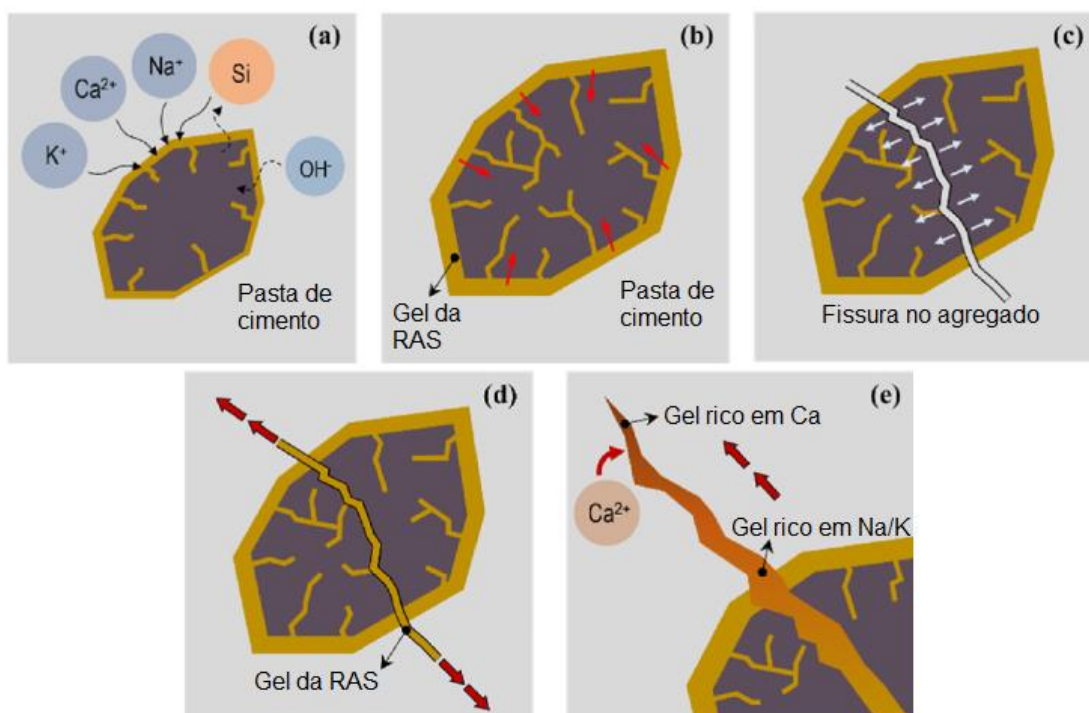 (a)
Na⁺
Si
Ca²⁺
K⁺
OH⁻
Pasta de
cimento
(b)
Gel da
RAS
Pasta de
cimento
(c)
Fissura no agregado
(d)
Gel da RAS
(e)
Gel rico em Ca
Ca²⁺
Gel rico em Na/K